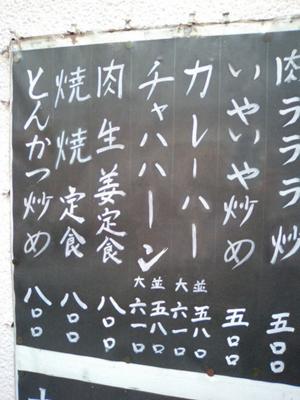 肉ラララ炒 五〇〇
いやいや炒め 五〇〇
カレーハー 並 五八〇 大 六一〇
チャハハーン 並 五八〇 大 六一〇
肉生姜定食 八〇〇
焼焼定食 八〇〇
とんかつ炒め 八〇〇